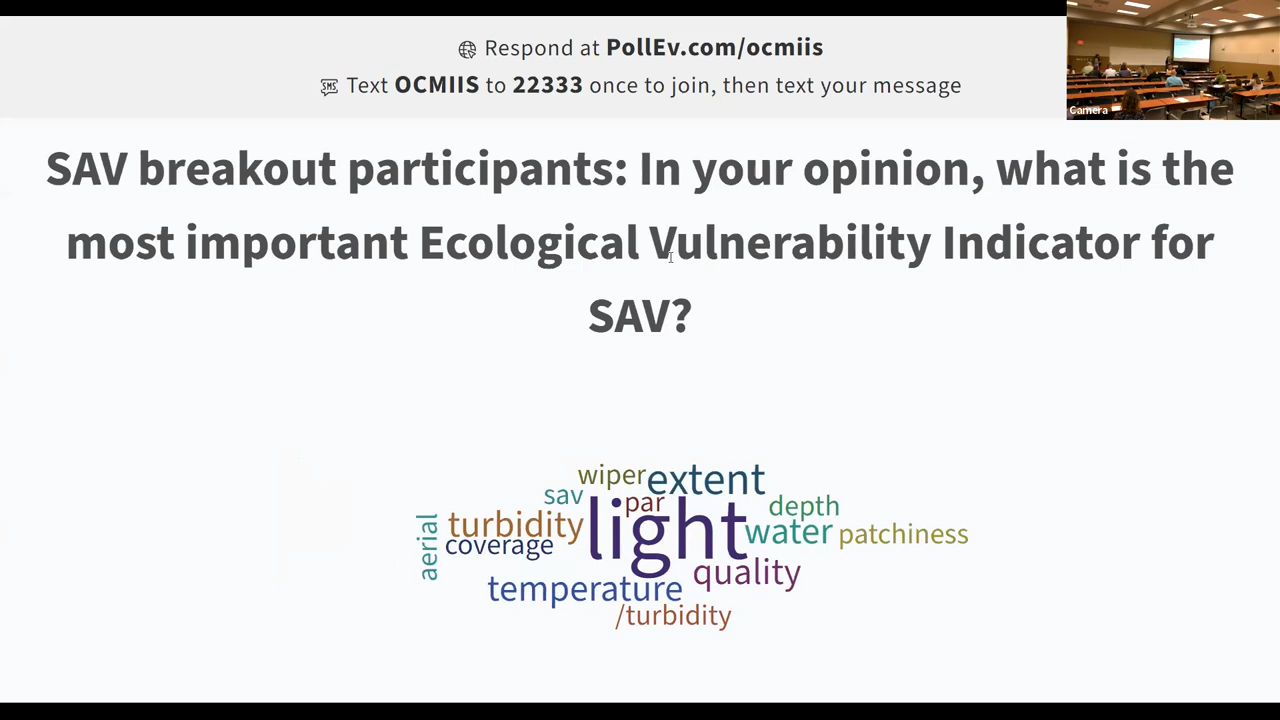 Respond at PollEv.com/ocmiis
SMS Text OCMIIS to 22333 once to join, then text your message
Camera
SAV breakout participants: In your opinion, what is the
most important Ecological Vulnerability Indicator for
SAV?
wiper
extent
sav
par
depth
aerial
turbidity
light
water
patchiness
coverage
quality
temperature
/turbidity